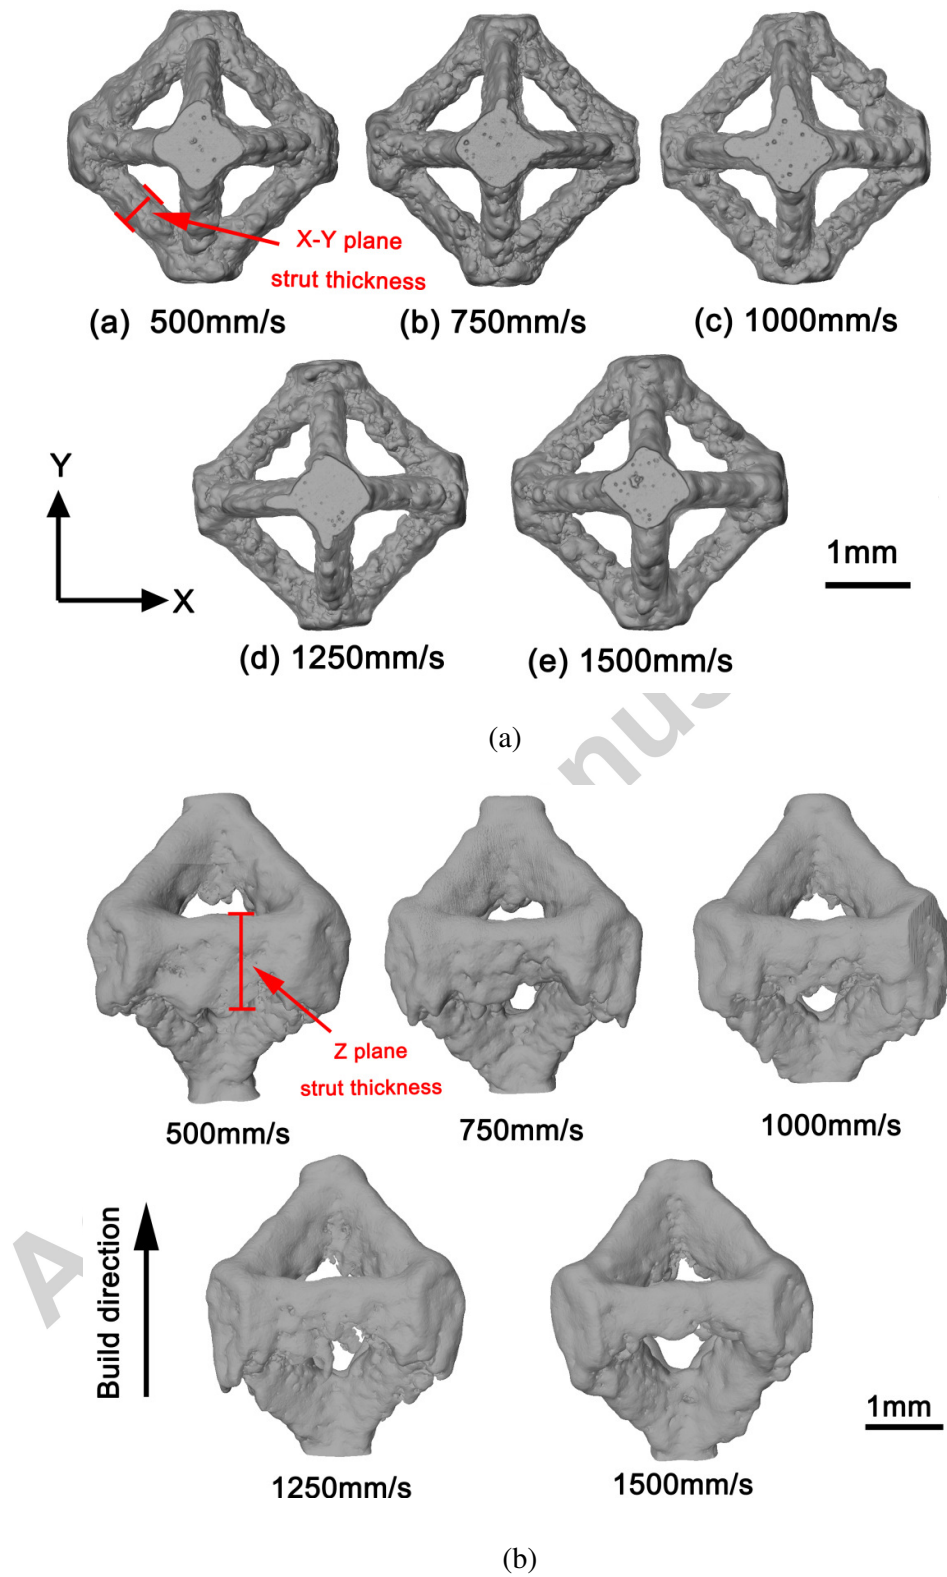 X-Y plane
strut thickness
(a) 500mm/s
(b) 750mm/s
(c) 1000mm/s
Y
X
1mm
(d) 1250mm/s
(e) 1500mm/s
(a)
Z plane
strut thickness
500mm/s
750mm/s
1000mm/s
Build direction
1mm
1250mm/s
1500mm/s
(b)